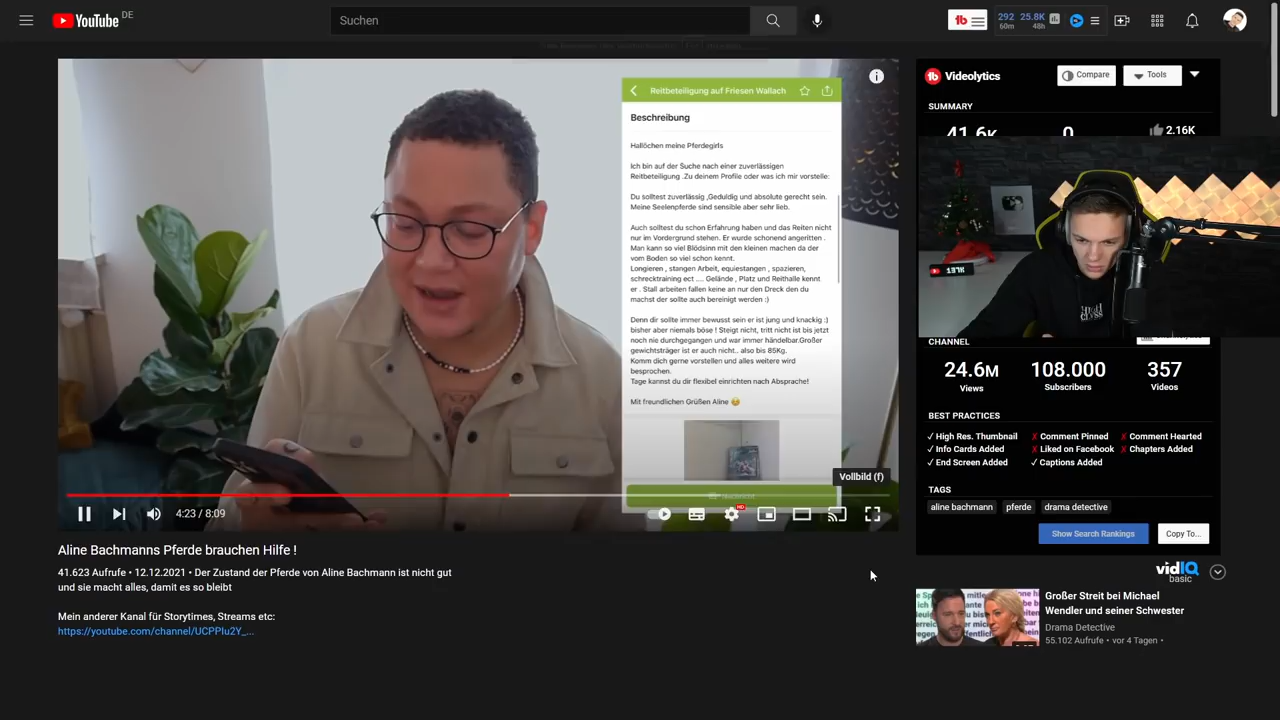 YouTube DE
Suchen
292 25.8K
60m 48h
Reitbeteiligung auf Friesen Wallach
Beschreibung
Hallöchen meine Pferdegirls
Ich bin auf der Suche nach einer zuverlässigen
Reitbeteiligung .Zu deinem Profile oder was ich mir vorstelle:
Du solltest zuverlässig ,Geduldig und absolute gerecht sein.
Meine Seelenpferde sind sensible aber sehr lieb.
Auch solltest du schon Erfahrung haben und das Reiten nicht
nur im Vordergrund stehen. Er wurde schonend angeritten .
Man kann so viel Blödsinn mit den kleinen machen da der
vom Boden so viel schon kennt.
Longieren , stangen Arbeit, equiestangen , spazieren,
schrecktraining ect .... Gelände , Platz und Reithalle kennt
er . Stall arbeiten fallen keine an nur den Dreck den du
machst der sollte auch bereinigt werden :)
Denn dir sollte immer bewusst sein er ist jung und knackig :)
bisher aber niemals böse ! Steigt nicht, tritt nicht ist bis jetzt
noch nie durchgegangen und war immer händelbar.Großer
gewichtsträger ist er auch nicht.. also bis 85Kg.
Komm dich gerne vorstellen und alles weitere wird
besprochen.
Tage kannst du dir flexibel einrichten nach Absprache!
Mit freundlichen Grüßen Aline 🥹
Vollbild (f)
4:23 / 8:09
HD
Aline Bachmanns Pferde brauchen Hilfe !
41.623 Aufrufe • 12.12.2021 • Der Zustand der Pferde von Aline Bachmann ist nicht gut
und sie macht alles, damit es so bleibt
Mein anderer Kanal für Storytimes, Streams etc:
https://youtube.com/channel/UCPPIu2Y_...
tb Videolytics
Compare
Tools
SUMMARY
41.6K
0
2.16K
137K
CHANNEL
24.6M
108.000
357
Views
Subscribers
Videos
BEST PRACTICES
✓ High Res. Thumbnail
✗ Comment Pinned
✗ Comment Hearted
✓ Info Cards Added
✗ Liked on Facebook
✗ Chapters Added
✓ End Screen Added
✓ Captions Added
TAGS
aline bachmann
pferde
drama detective
Show Search Rankings
Copy To...
vidIQ
basic
Großer Streit bei Michael
Wendler und seiner Schwester
Drama Detective
55.102 Aufrufe • vor 4 Tagen •